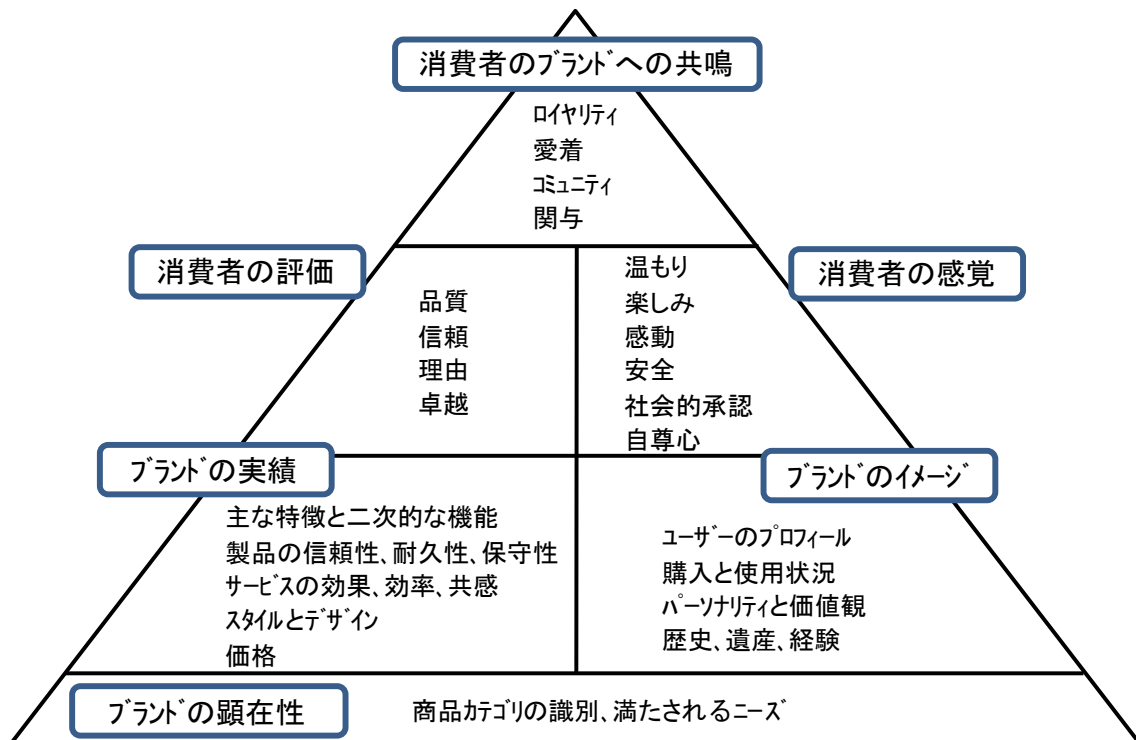 消費者のブランドへの共鳴
ロイヤリティ
愛着
コミュニティ
関与
消費者の評価
品質
信頼
理由
卓越
消費者の感覚
温もり
楽しみ
感動
安全
社会的承認
自尊心
ブランドの実績
主な特徴と二次的な機能
製品の信頼性、耐久性、保守性
サービスの効果、効率、共感
スタイルとデザイン
価格
ブランドのイメージ
ユーザーのプロフィール
購入と使用状況
パーソナリティと価値観
歴史、遺産、経験
ブランドの顕在性
商品カテゴリの識別、満たされるニーズ